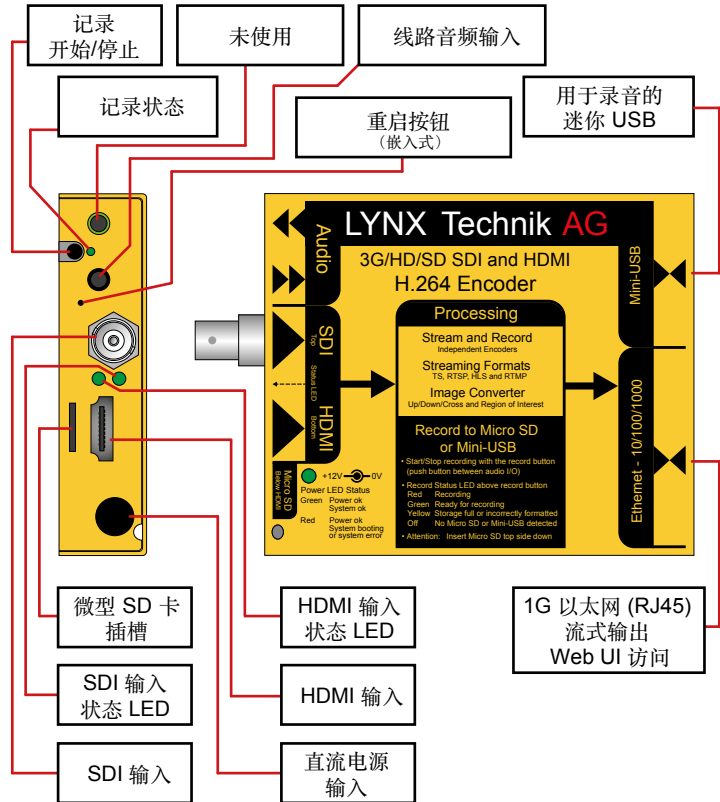 记录
开始/停止
未使用
线路音频输入
记录状态
重启按钮
(嵌入式)
用于录音的
迷你 USB
Audio
LYNX Technik AG
3G/HD/SD SDI and HDMI
H.264 Encoder
Mini-USB
SDI
Top
Status LED
HDMI
Bottom
Processing
Stream and Record
Independent Encoders
Streaming Formats
TS, RTSP, HLS and RTMP
Image Converter
Up/Down/Cross and Region of Interest
Record to Micro SD
or Mini-USB
• Start/Stop recording with the record button
(push button between audio I/O)
• Record Status LED above record button
Red Recording
Green Ready for recording
Yellow Storage full or incorrectly formatted
Off No Micro SD or Mini-USB detected
• Attention: Insert Micro SD top side down
Ethernet - 10/100/1000
Micro SD
Below HDMI
+12V 0V
Power LED Status
Green Power ok
System ok
Red Power ok
System booting
or system error
微型 SD 卡
插槽
HDMI 输入
状态 LED
1G 以太网 (RJ45)
流式输出
Web UI 访问
SDI 输入
状态 LED
HDMI 输入
SDI 输入
直流电源
输入